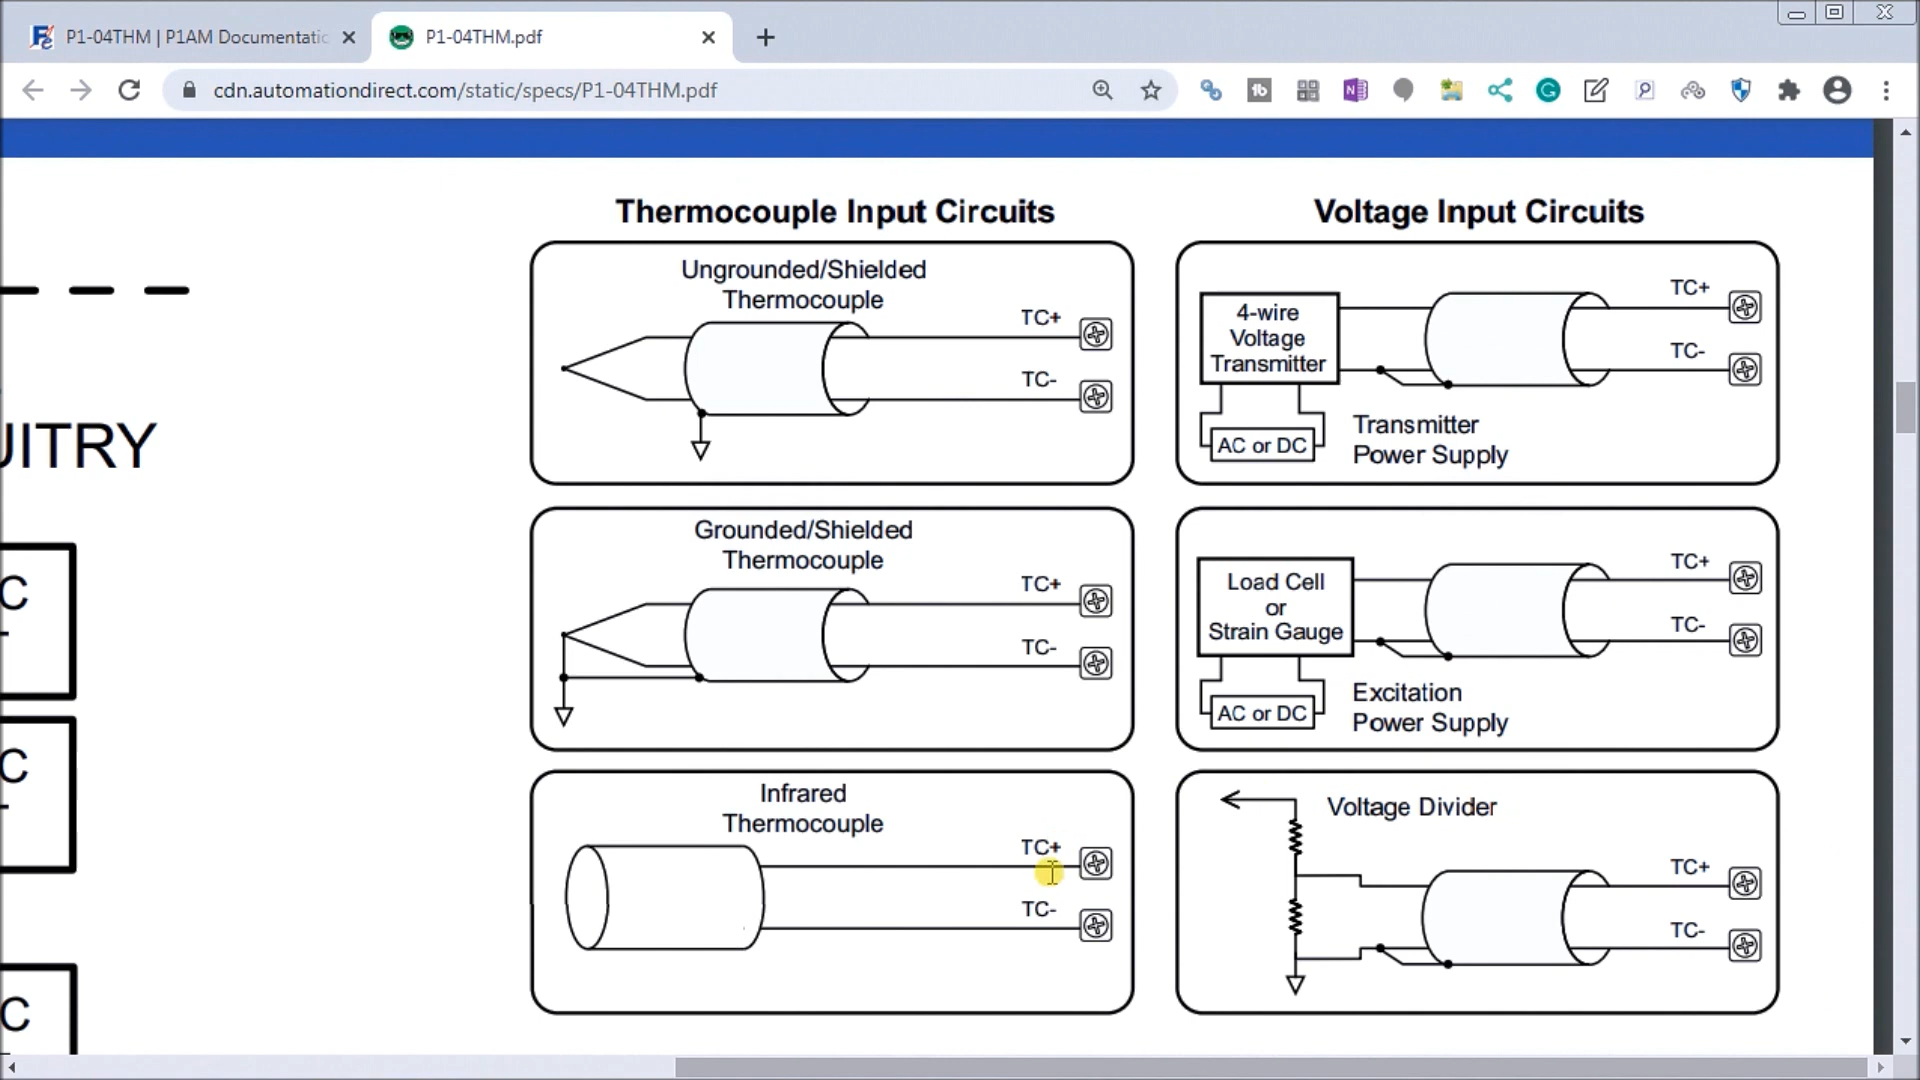 P1-04THM | P1AM Documentatic
P1-04THM.pdf
cdn.automationdirect.com/static/specs/P1-04THM.pdf
Thermocouple Input Circuits
Voltage Input Circuits
Ungrounded/Shielded
Thermocouple
TC+
TC-
4-wire
Voltage
Transmitter
AC or DC
Transmitter
Power Supply
TC+
TC-
UITRY
Grounded/Shielded
Thermocouple
TC+
TC-
Load Cell
or
Strain Gauge
AC or DC
Excitation
Power Supply
TC+
TC-
C
C
C
Infrared
Thermocouple
TC+
TC-
Voltage Divider
TC+
TC-